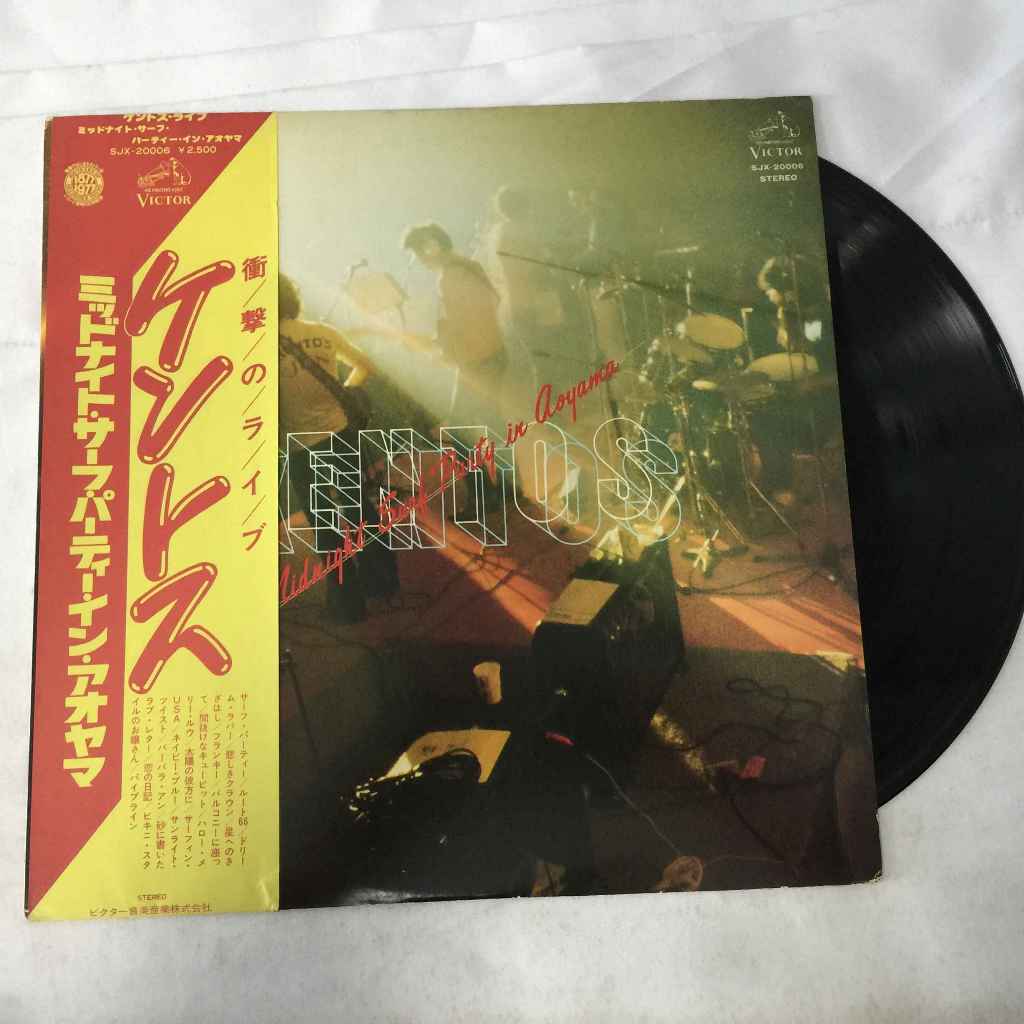 ケントス・ライブ
ミッドナイト・サーフ・
パーティー・イン・アオヤマ
SJX-20006 ¥2,500
1877
1977
HIS MASTER'S VOICE
VICTOR
ケントス
衝/撃/の/ラ/イ/ブ
ミッドナイト・サーフ・パーティー・イン・アオヤマ
サーフ・パーティー/ルート66/ドリー
ム・ラバー/悲しきクラウン/星へのき
ざはし/フランキー/バルコニーに座っ
て/間抜けなキューピット/ハロー・メ
リー・ルウ/太陽の彼方に/サーフィン・
USA/ネイビー・ブルー/サンライト・
ツイスト/バーバラ・アン/砂に書いた
ラブ・レター/恋の日記/ビキニ・スタ
イルのお嬢さん/パイプライン
STEREO
ビクター音楽産業株式会社
VICTOR
SJX-20006
STEREO
ENTOS
Midnight Surf Party in Aoyama